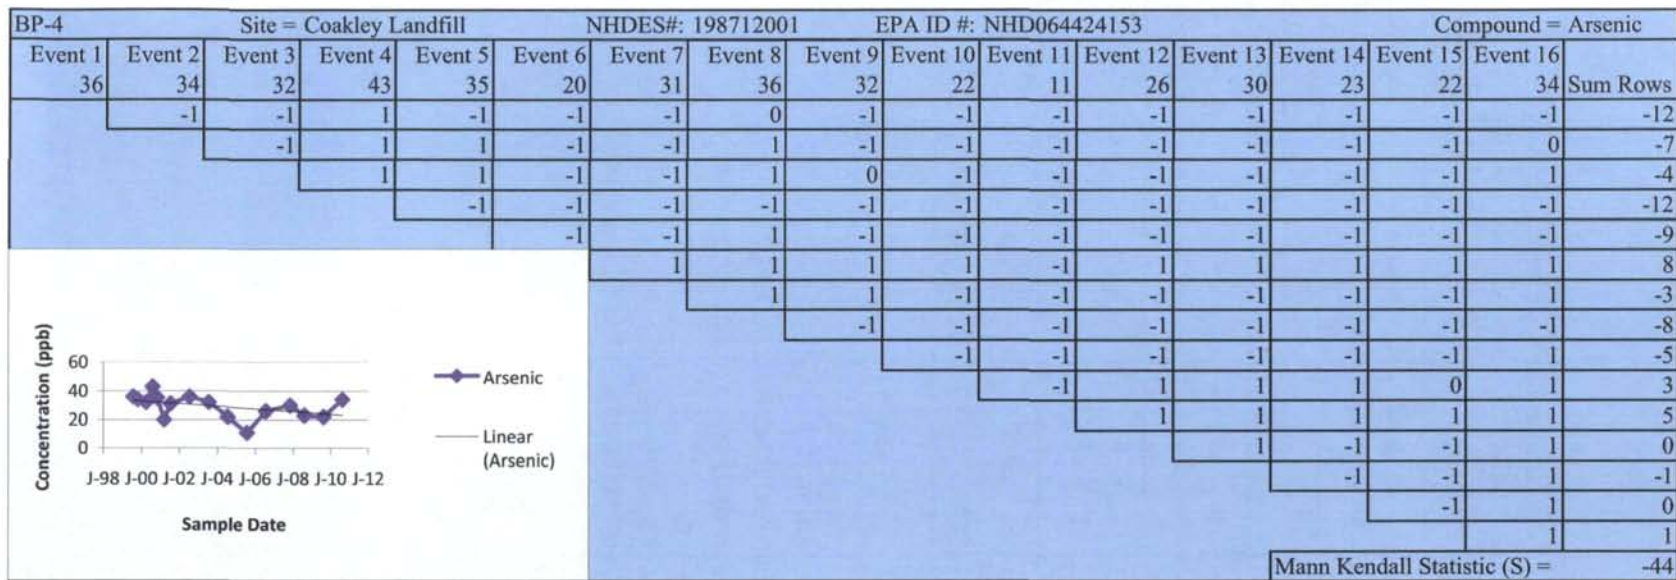 BP-4 Site = Coakley Landfill NHDES#: 198712001 EPA ID #: NHD064424153 Compound = Arsenic
Event 1 Event 2 Event 3 Event 4 Event 5 Event 6 Event 7 Event 8 Event 9 Event 10 Event 11 Event 12 Event 13 Event 14 Event 15 Event 16
36 34 32 43 35 20 31 36 32 22 11 26 30 23 22 34 Sum Rows
-1 -1 1 -1 -1 -1 0 -1 -1 -1 -1 -1 -1 -1 -1 -12
-1 1 1 -1 -1 1 -1 -1 -1 -1 -1 -1 -1 0 -7
1 1 -1 -1 1 0 -1 -1 -1 -1 -1 -1 1 -4
-1 -1 -1 -1 -1 -1 -1 -1 -1 -1 -1 -1 -12
-1 -1 1 -1 -1 -1 -1 -1 -1 -1 -1 -9
1 1 1 1 -1 1 1 1 1 1 8
1 1 -1 -1 -1 -1 -1 -1 1 -3
-1 -1 -1 -1 -1 -1 -1 -1 -8
-1 -1 -1 -1 -1 -1 1 -5
-1 1 1 1 0 1 3
1 1 1 1 1 5
1 -1 -1 1 0
-1 -1 1 -1
-1 1 0
1 1
Mann Kendall Statistic (S) = -44
Concentration (ppb)
60
40
20
0
J-98 J-00 J-02 J-04 J-06 J-08 J-10 J-12
Sample Date
Arsenic
Linear
(Arsenic)